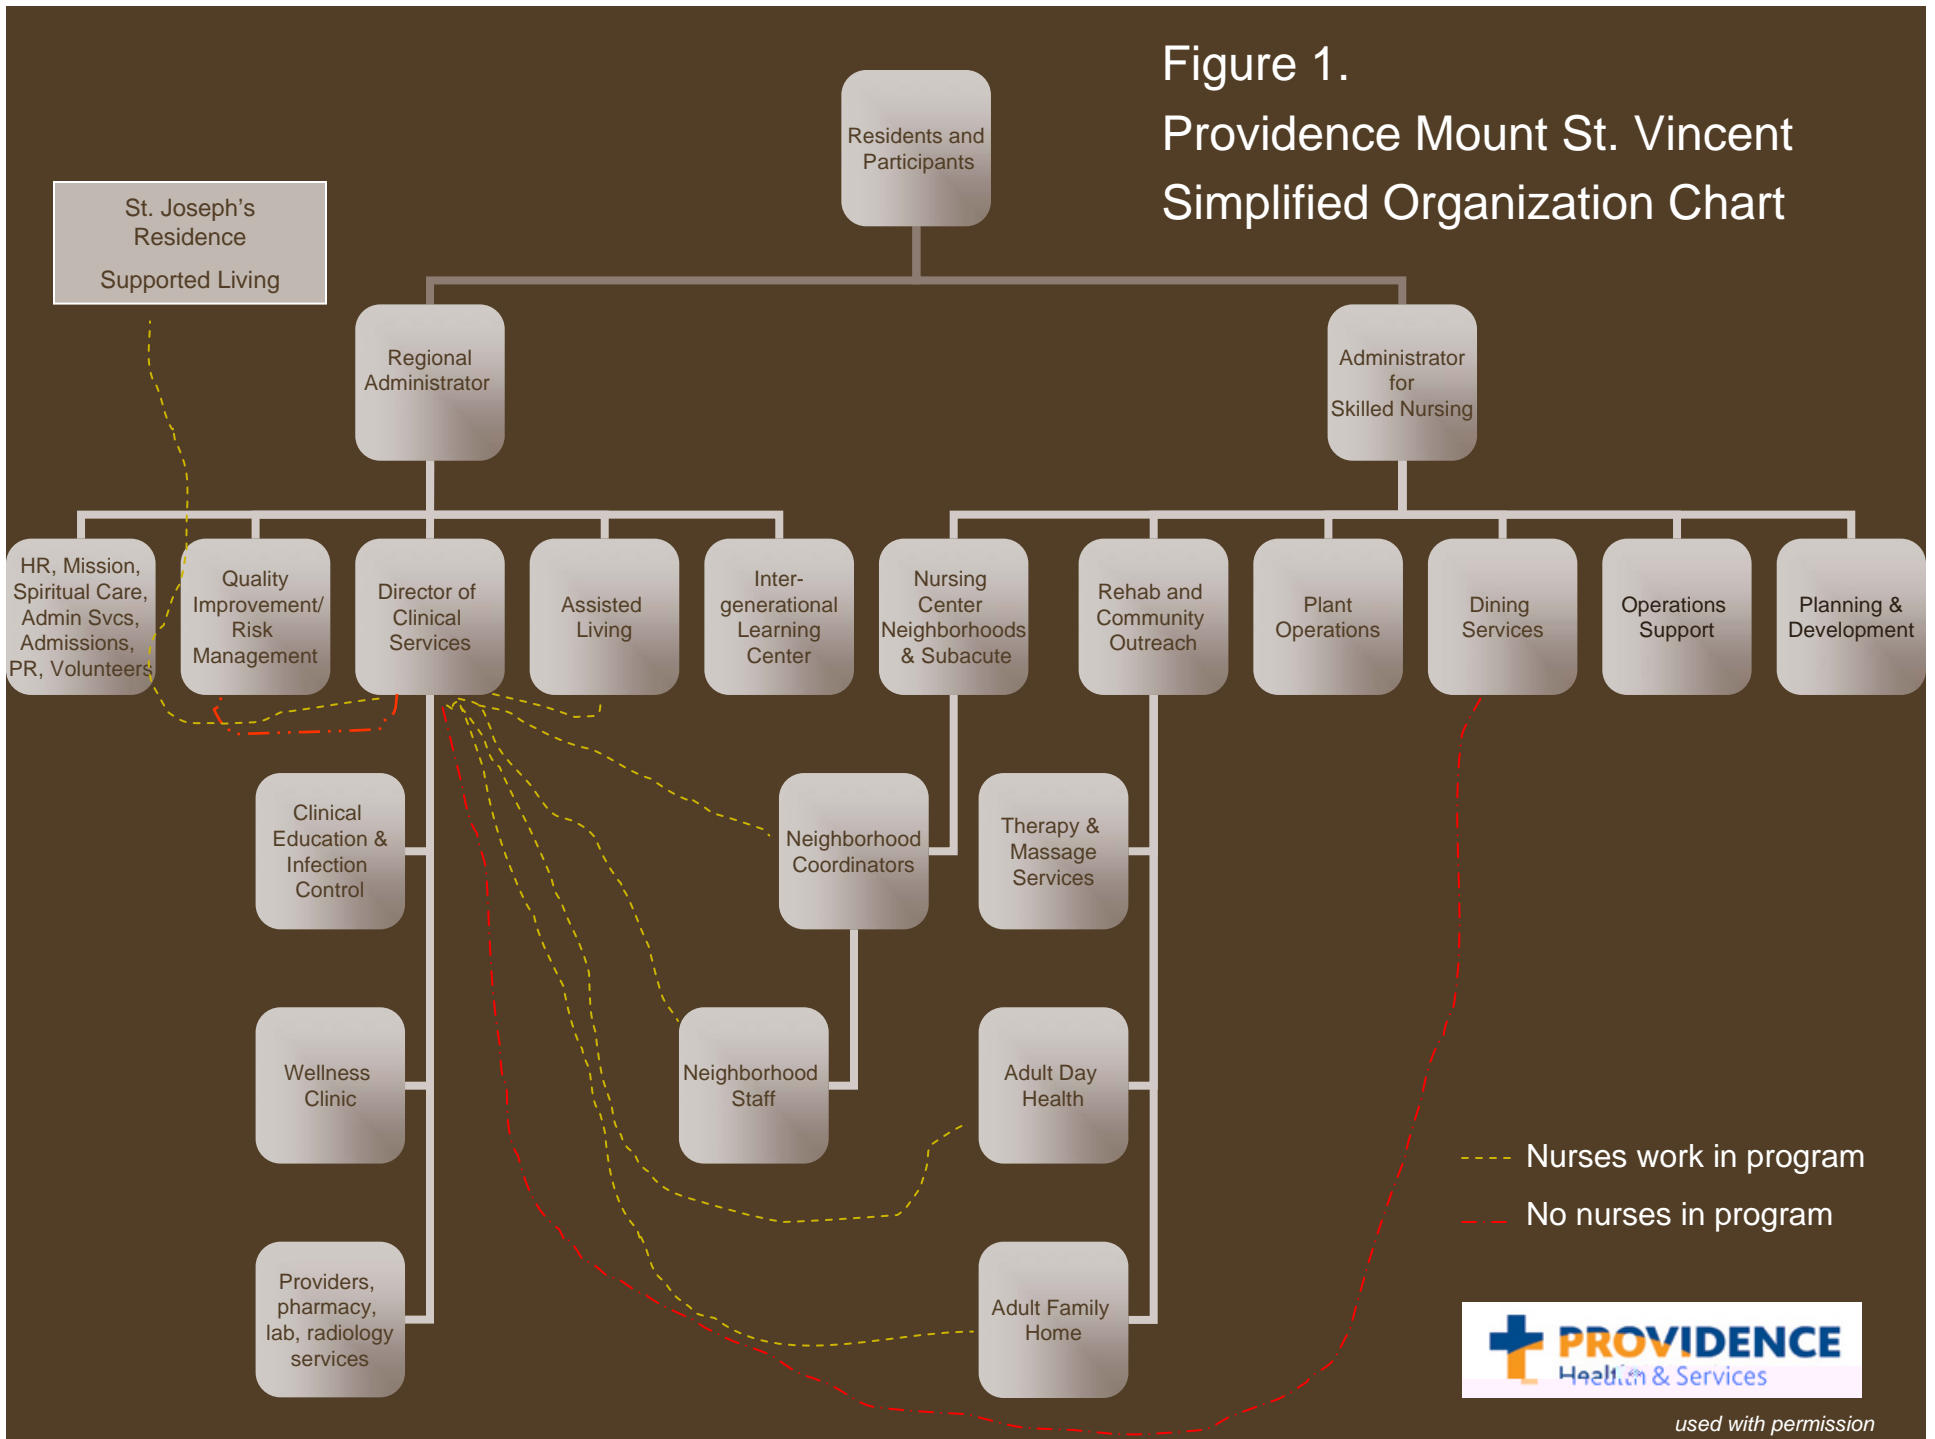 Figure 1.
Providence Mount St. Vincent
Simplified Organization Chart
Residents and
Participants
St. Joseph’s
Residence
Supported Living
Regional
Administrator
Administrator
for
Skilled Nursing
HR, Mission,
Spiritual Care,
Admin Svcs,
Admissions,
PR, Volunteers
Quality
Improvement/
Risk
Management
Director of
Clinical
Services
Assisted
Living
Inter-
generational
Learning
Center
Nursing
Center
Neighborhoods
& Subacute
Rehab and
Community
Outreach
Plant
Operations
Dining
Services
Operations
Support
Planning &
Development
Clinical
Education &
Infection
Control
Neighborhood
Coordinators
Therapy &
Massage
Services
Wellness
Clinic
Neighborhood
Staff
Adult Day
Health
Nurses work in program
No nurses in program
Providers,
pharmacy,
lab, radiology
services
Adult Family
Home
PROVIDENCE
Health & Services
used with permission